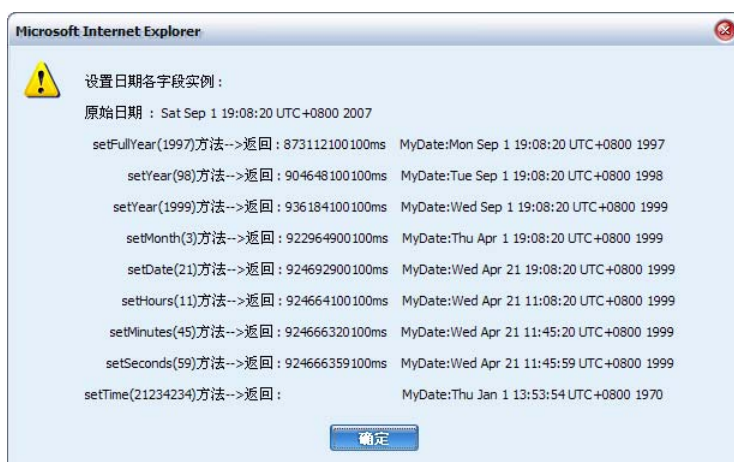 Microsoft Internet Explorer
设置日期各字段实例：
原始日期 ：Sat Sep 1 19:08:20 UTC+0800 2007
setFullYear(1997)方法-->返回：873112100100ms MyDate:Mon Sep 1 19:08:20 UTC+0800 1997
setYear(98)方法-->返回：904648100100ms MyDate:Tue Sep 1 19:08:20 UTC+0800 1998
setYear(1999)方法-->返回：936184100100ms MyDate:Wed Sep 1 19:08:20 UTC+0800 1999
setMonth(3)方法-->返回：922964900100ms MyDate:Thu Apr 1 19:08:20 UTC+0800 1999
setDate(21)方法-->返回：924692900100ms MyDate:Wed Apr 21 19:08:20 UTC+0800 1999
setHours(11)方法-->返回：924664100100ms MyDate:Wed Apr 21 11:08:20 UTC+0800 1999
setMinutes(45)方法-->返回：924666320100ms MyDate:Wed Apr 21 11:45:20 UTC+0800 1999
setSeconds(59)方法-->返回：924666359100ms MyDate:Wed Apr 21 11:45:59 UTC+0800 1999
setTime(21234234)方法-->返回： MyDate:Thu Jan 1 13:53:54 UTC+0800 1970
确定